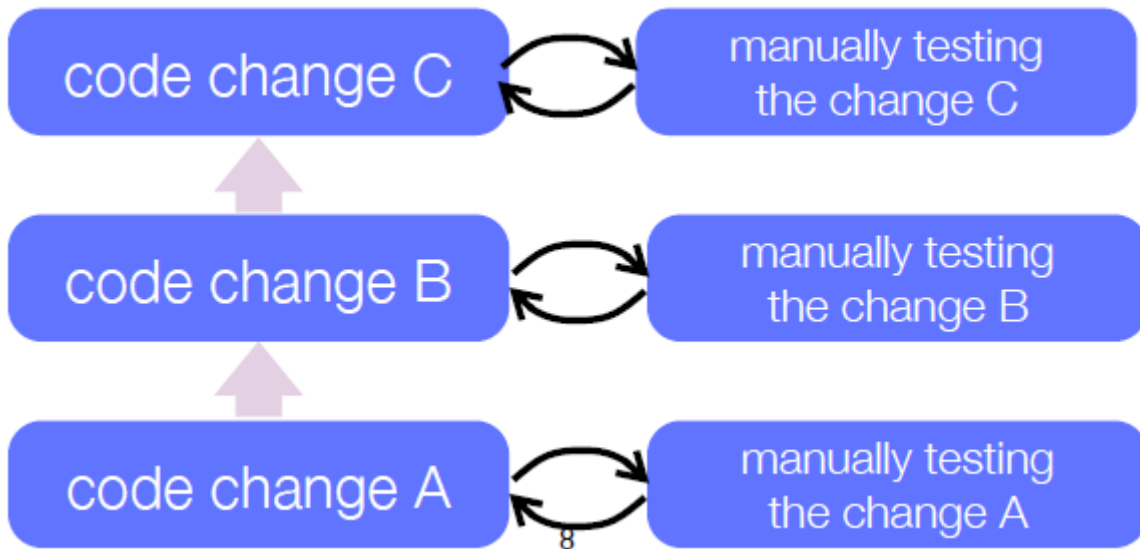 code change C
manually testing
the change C
code change B
manually testing
the change B
code change A
manually testing
the change A
8